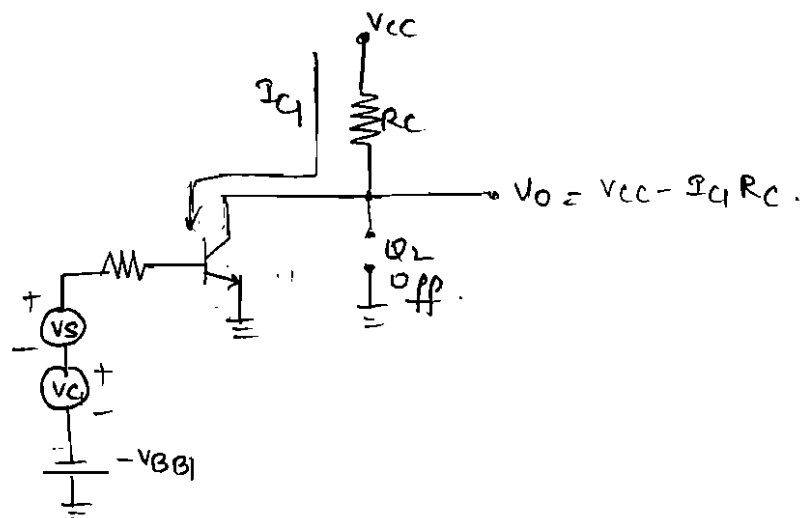 Vcc
IC1
RC
Vo = Vcc - IC1 RC.
Q2
Off.
+
VS
-
+
VC1
-
-VBB1